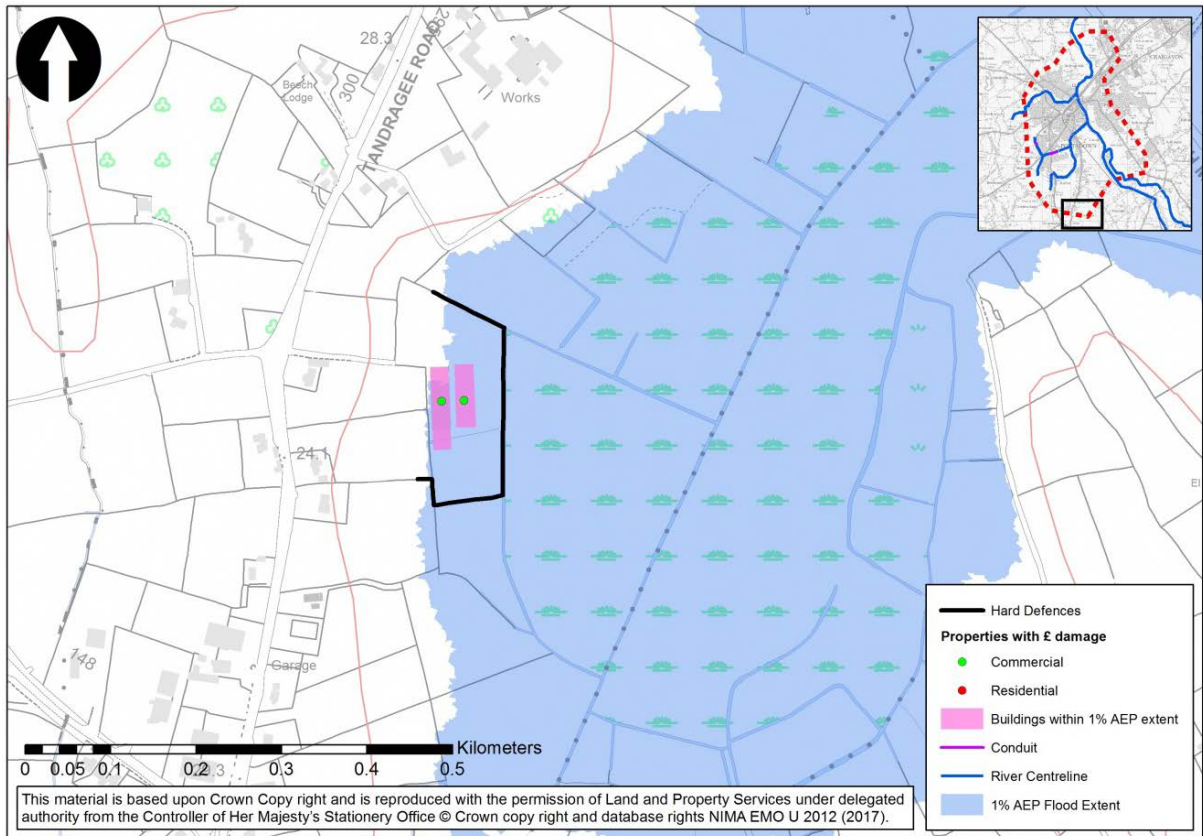 28.3
TANDRAGEE ROAD
295
Works
Beech
Lodge
300
24.1
148
Garage
Kilometers
0 0.05 0.1 0.2 0.3 0.4 0.5
This material is based upon Crown Copy right and is reproduced with the permission of Land and Property Services under delegated
authority from the Controller of Her Majesty's Stationery Office © Crown copy right and database rights NIMA EMO U 2012 (2017).
Hard Defences
Properties with £ damage
Commercial
Residential
Buildings within 1% AEP extent
Conduit
River Centreline
1% AEP Flood Extent
El
CRAIGAVON